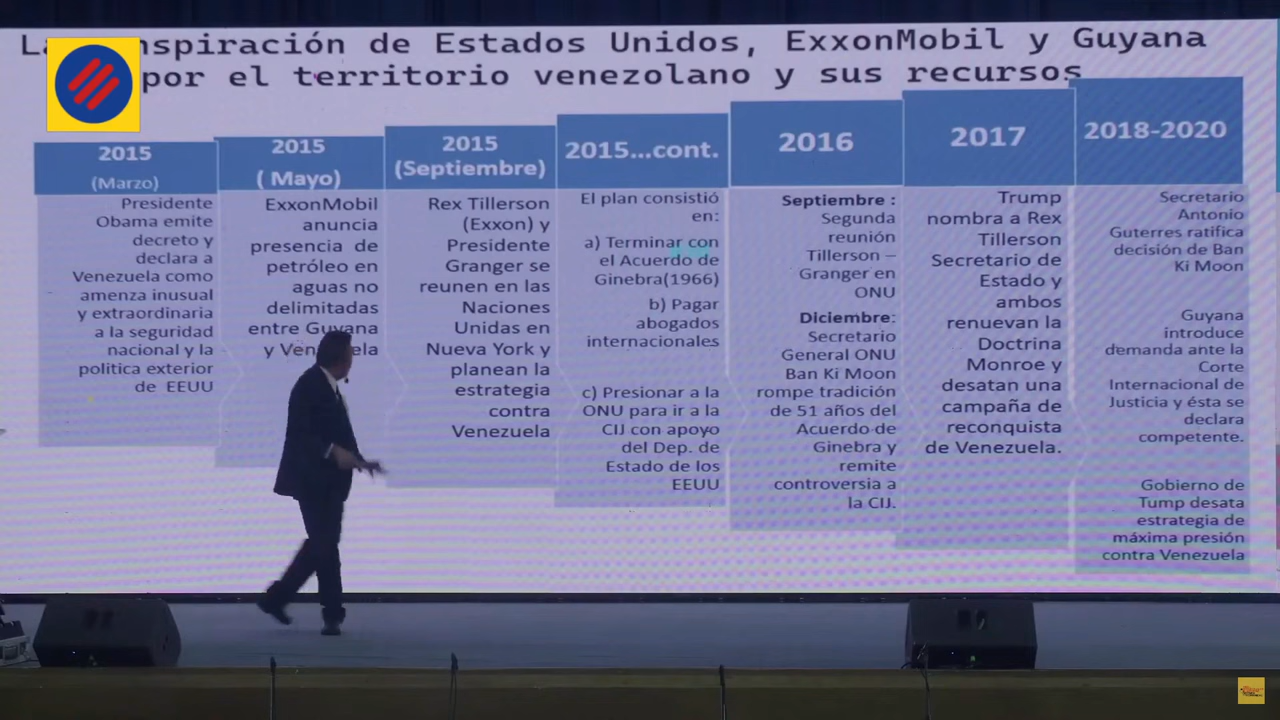 La nspiración de Estados Unidos, ExxonMobil y Guyana
por el territorio venezolano y sus recursos
2015
(Marzo)
Presidente
Obama emite
decreto y
declara a
Venezuela como
amenza inusual
y extraordinaria
a la seguridad
nacional y la
política exterior
de EEUU
2015
( Mayo)
ExxonMobil
anuncia
presencia de
petróleo en
aguas no
delimitadas
entre Guyana
y
2015
(Septiembre)
Rex Tillerson
(Exxon) y
Presidente
Granger se
reunen en las
Naciones
Unidas en
Nueva York y
planean la
estrategia
contra
Venezuela
2015...cont.
El plan consistió
en:
a) Terminar con
el Acuerdo de
Ginebra(1966)
b) Pagar
abogados
internacionales
c) Presionar a la
ONU para ir a la
CIJ con apoyo
del Dep. de
Estado de los
EEUU
2016
Septiembre :
Segunda
reunión
Tillerson –
Granger en
ONU
Diciembre:
Secretario
General ONU
Ban Ki Moon
rompe tradición
de 51 años del
Acuerdo de
Ginebra y
remite
controversia a
la CIJ.
2017
Trump
nombra a Rex
Tillerson
Secretario de
Estado y
ambos
renuevan la
Doctrina
Monroe y
desatan una
campaña de
reconquista
de Venezuela.
2018-2020
Secretario
Antonio
Guterres ratifica
decisión de Ban
Ki Moon
Guyana
introduce
demanda ante la
Corte
Internacional de
Justicia y ésta se
declara
competente.
Gobierno de
Tump desata
estrategia de
máxima presión
contra Venezuela